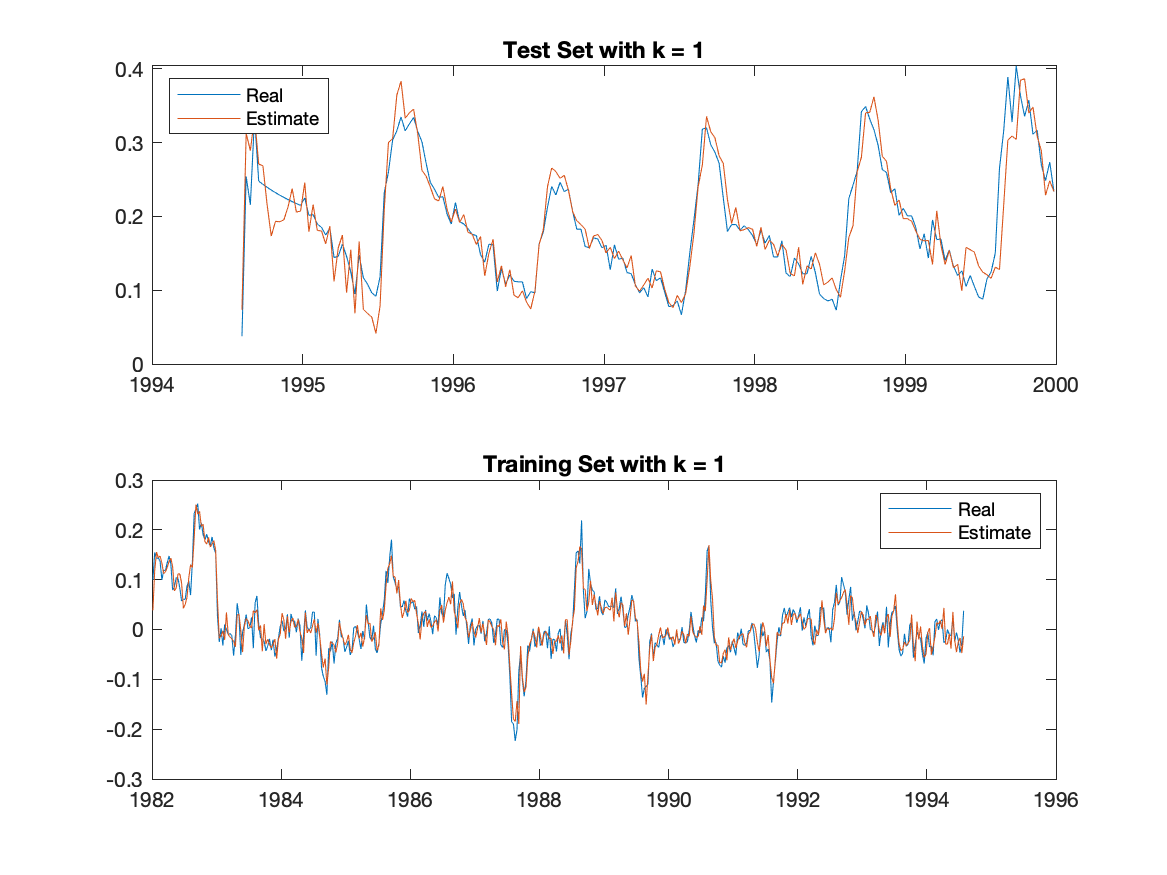 Test Set with k = 1
0.4
0.3
0.2
0.1
0
Real
Estimate
1994 1995 1996 1997 1998 1999 2000
Training Set with k = 1
0.3
0.2
0.1
0
-0.1
-0.2
-0.3
Real
Estimate
1982 1984 1986 1988 1990 1992 1994 1996